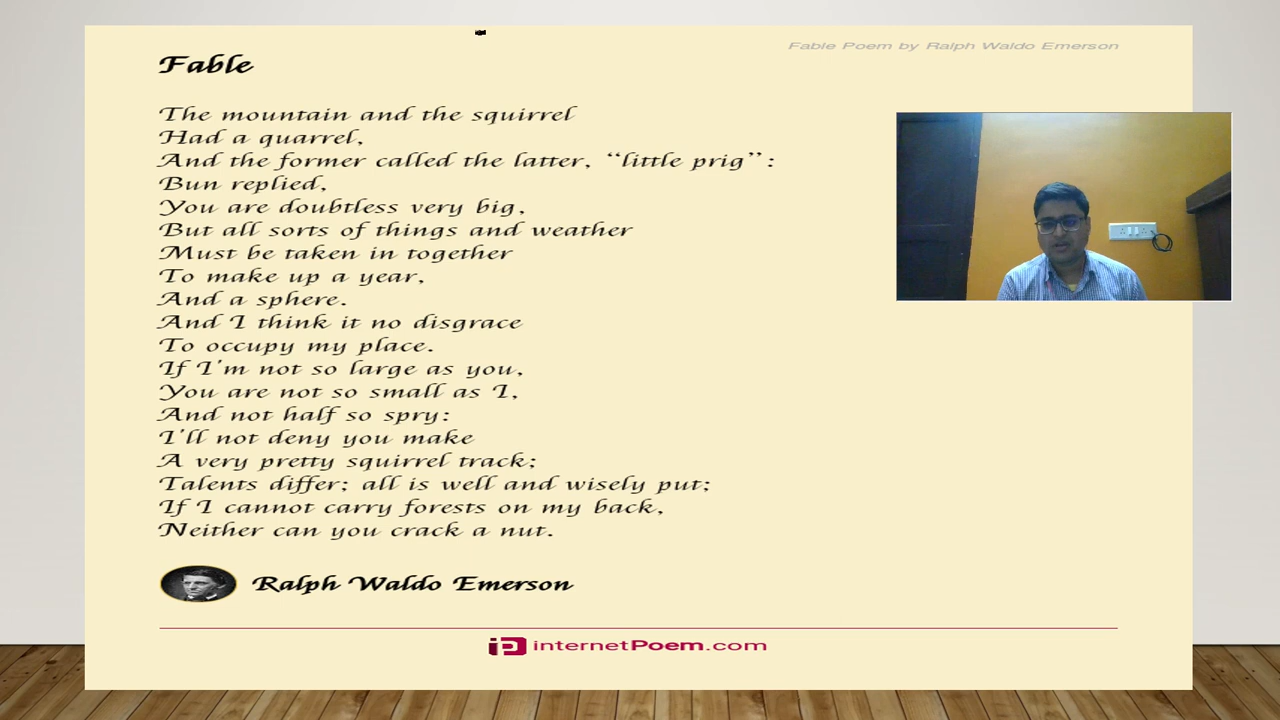 Fable Poem by Ralph Waldo Emerson
Fable
The mountain and the squirrel
Had a quarrel,
And the former called the latter, “little prig”:
Bun replied,
You are doubtless very big,
But all sorts of things and weather
Must be taken in together
To make up a year,
And a sphere.
And I think it no disgrace
To occupy my place.
If I'm not so large as you,
You are not so small as I,
And not half so spry:
I'll not deny you make
A very pretty squirrel track;
Talents differ; all is well and wisely put;
If I cannot carry forests on my back,
Neither can you crack a nut.
Ralph Waldo Emerson
iP internetPoem.com